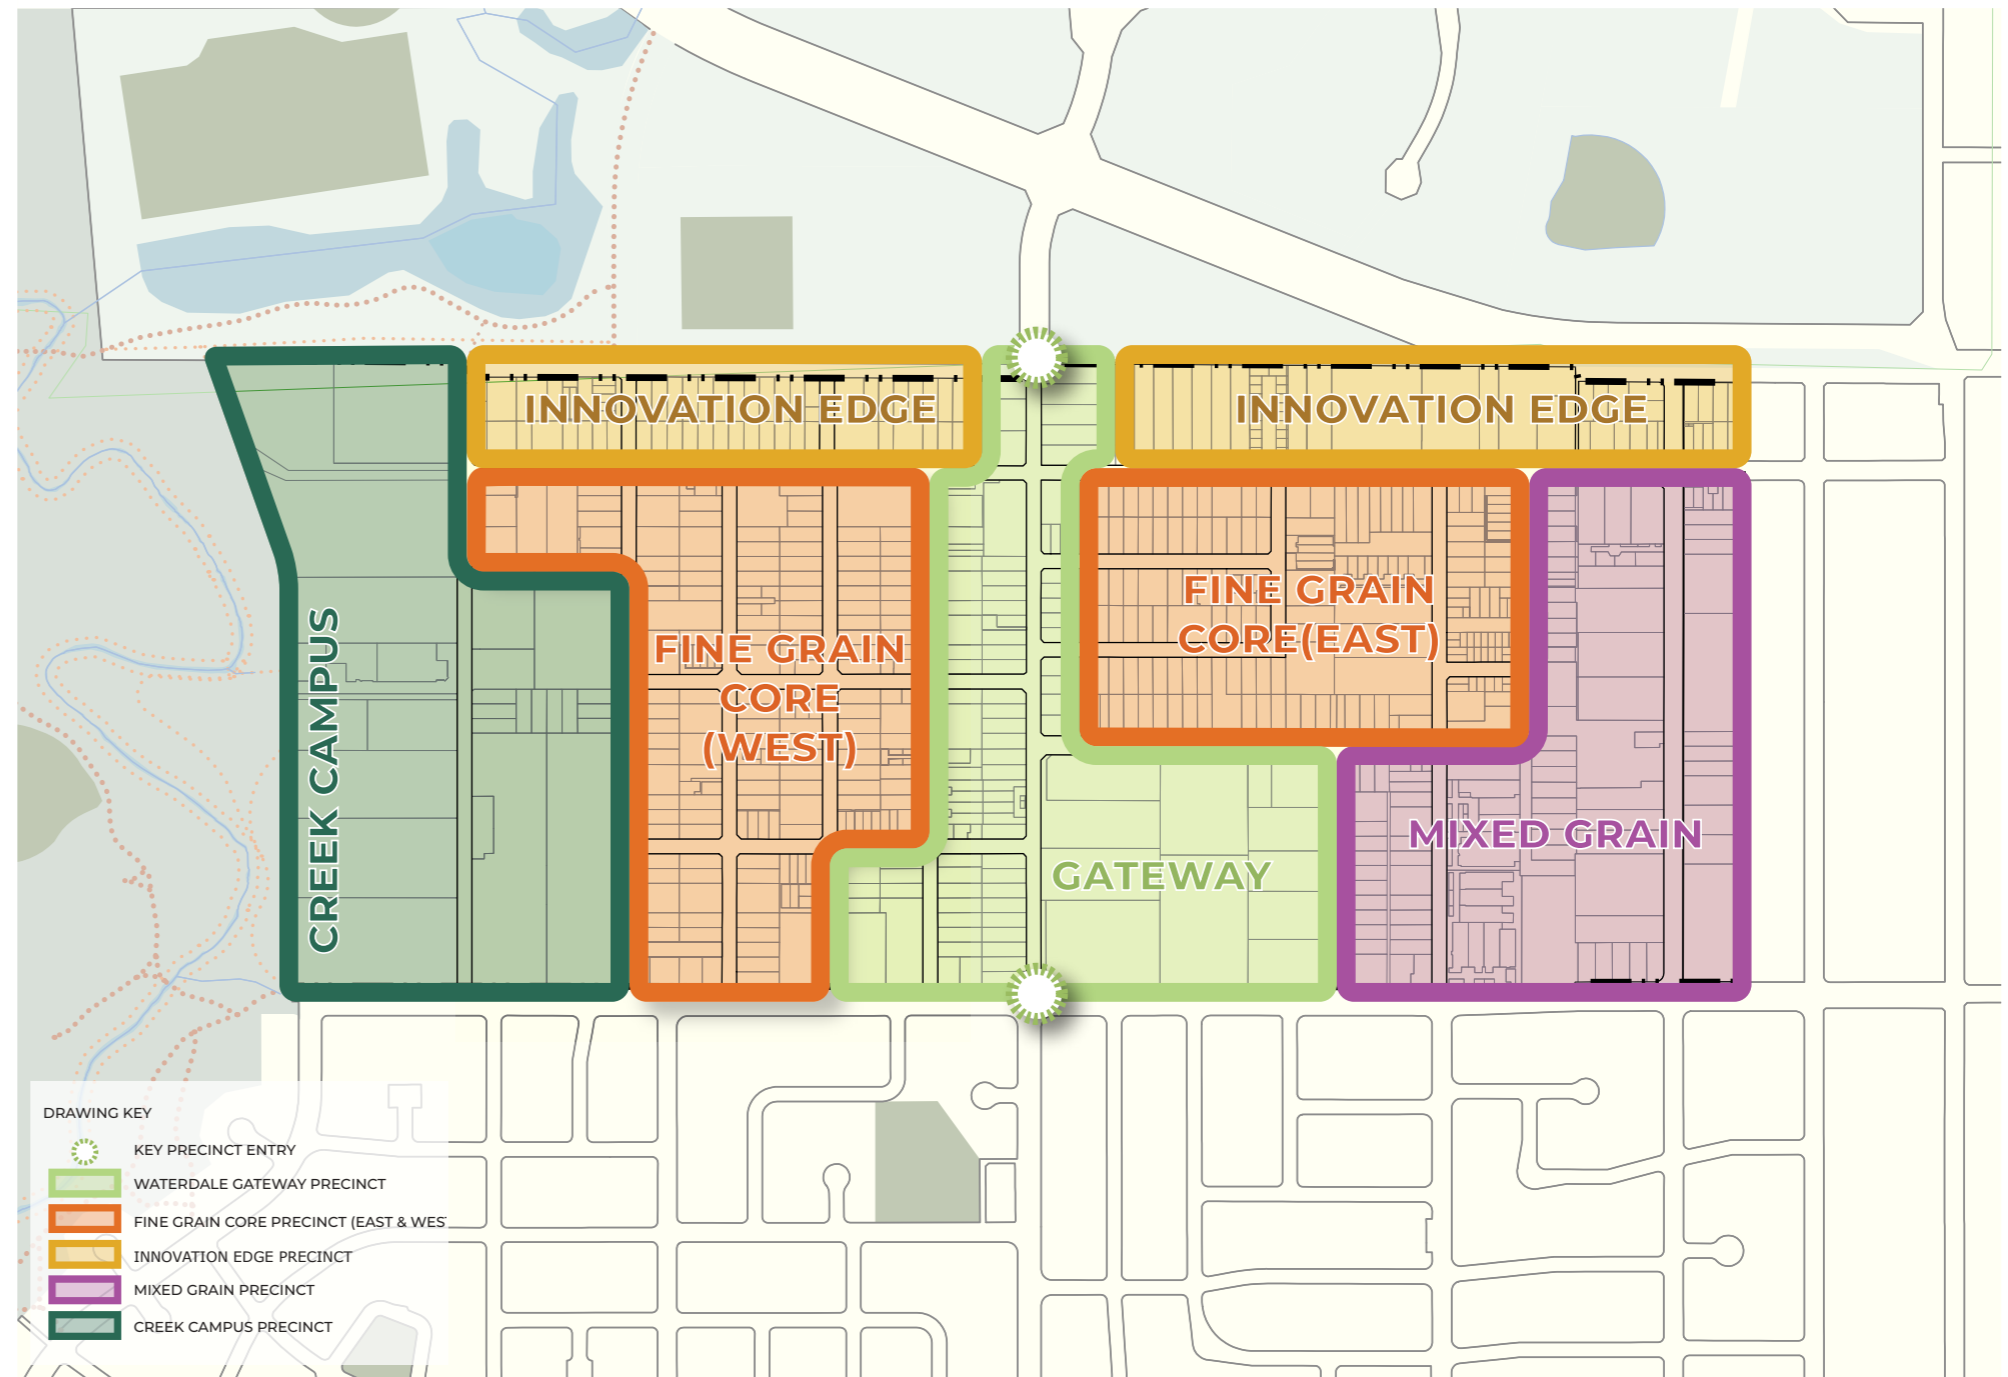 INNOVATION EDGE
INNOVATION EDGE
CREEK CAMPUS
FINE GRAIN
CORE
(WEST)
FINE GRAIN
CORE(EAST)
GATEWAY
MIXED GRAIN
DRAWING KEY
KEY PRECINCT ENTRY
WATERDALE GATEWAY PRECINCT
FINE GRAIN CORE PRECINCT (EAST & WES
INNOVATION EDGE PRECINCT
MIXED GRAIN PRECINCT
CREEK CAMPUS PRECINCT